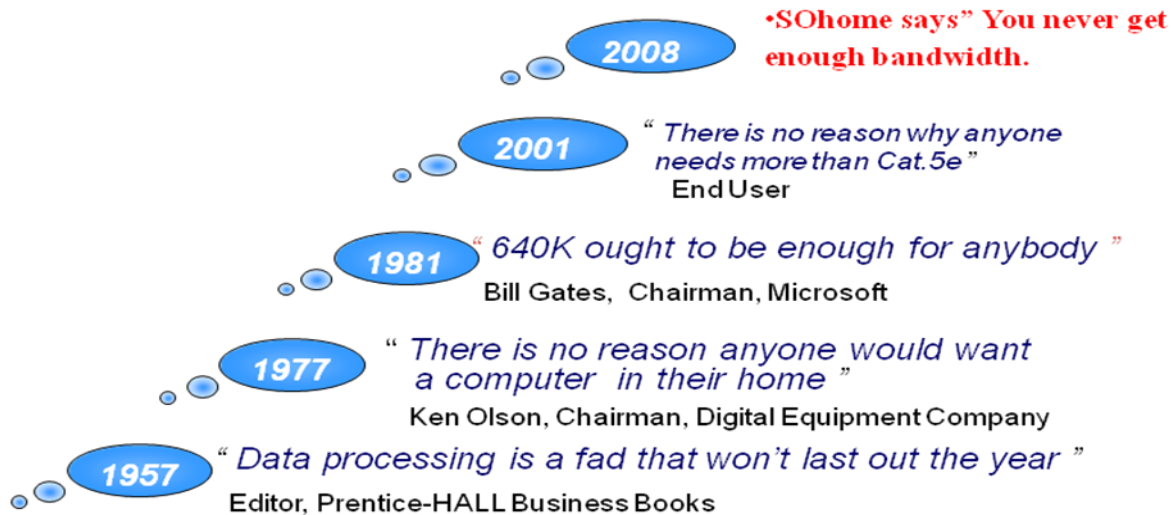 2008
•SOhome says” You never get
enough bandwidth.
2001
“ There is no reason why anyone
needs more than Cat.5e ”
End User
1981
“ 640K ought to be enough for anybody ”
Bill Gates, Chairman, Microsoft
1977
“ There is no reason anyone would want
a computer in their home ”
Ken Olson, Chairman, Digital Equipment Company
1957
“ Data processing is a fad that won’t last out the year ”
Editor, Prentice-HALL Business Books